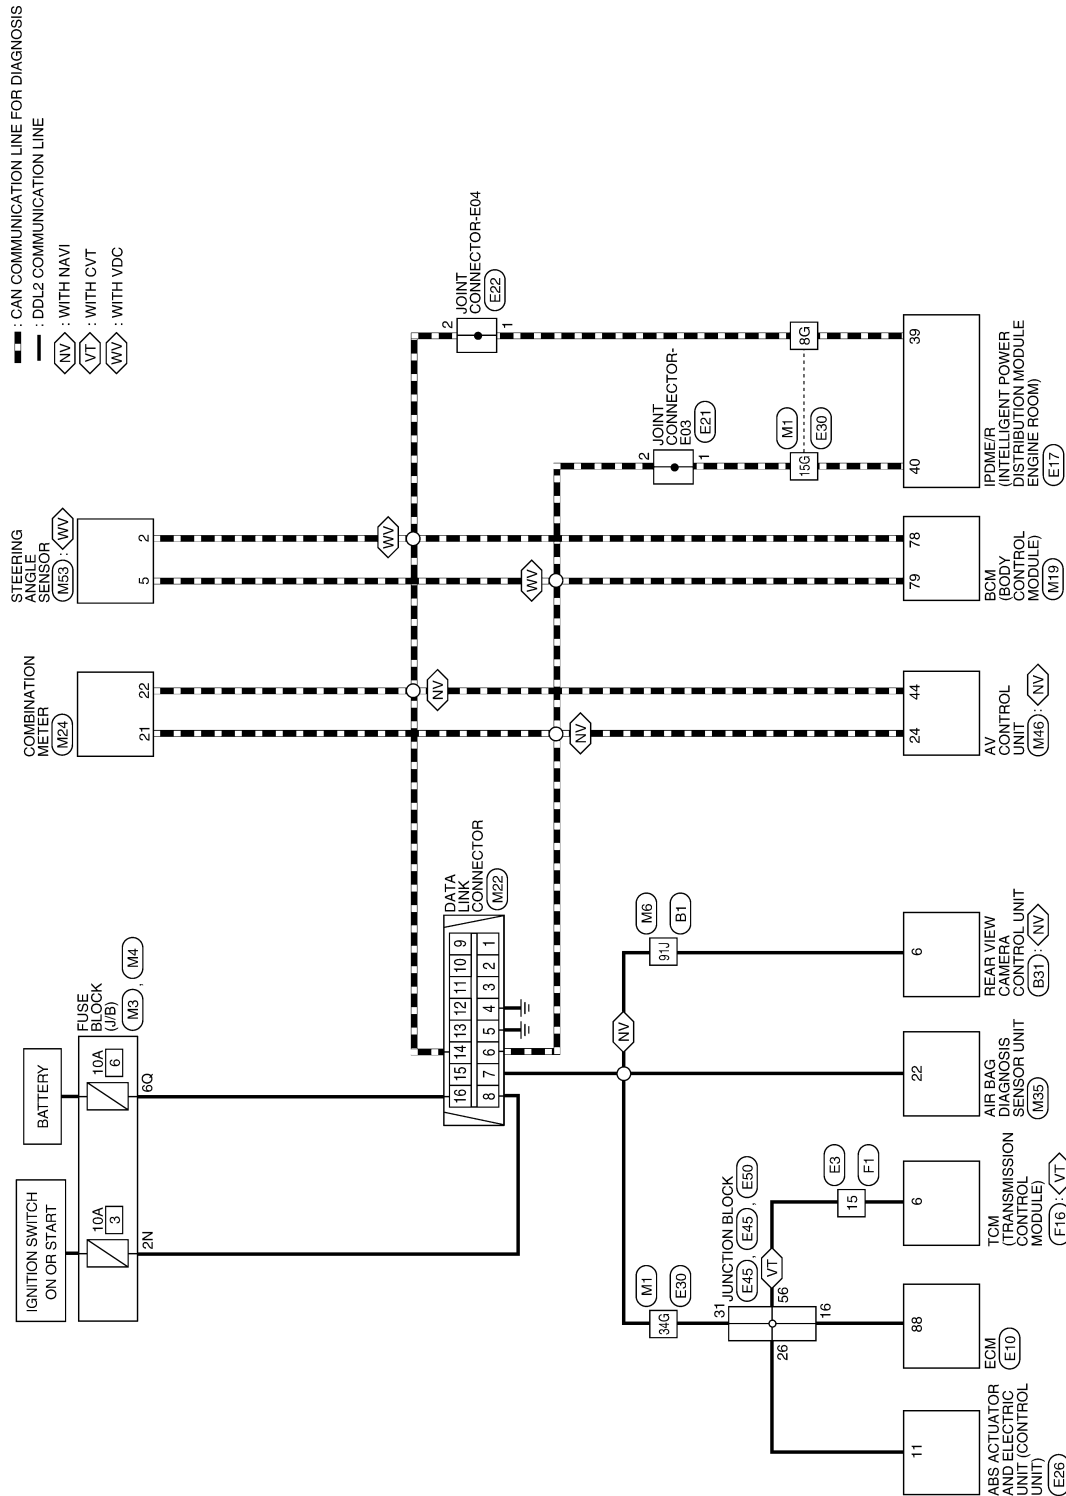 : CAN COMMUNICATION LINE FOR DIAGNOSIS
: DDL2 COMMUNICATION LINE
NV : WITH NAVI
VT : WITH CVT
WV : WITH VDC
IGNITION SWITCH
ON OR START
BATTERY
10A
3
10A
6
2N
6Q
FUSE
BLOCK
(J/B)
M3 , M4
COMBINATION
METER
M24
21
22
STEERING
ANGLE
SENSOR
M53 : WV
5
2
WV
WV
NV
NV
JOINT
CONNECTOR-E04
E22
2
1
JOINT
CONNECTOR-
E03
E21
2
1
DATA
LINK
CONNECTOR
M22
16 15 14 13 12 11 10 9
8 7 6 5 4 3 2 1
NV
M6
91J
B1
M1
34G
E30
M1
15G
8G
E30
31 JUNCTION BLOCK
E45 , E45 , E50
26
56
16
VT
E3
15
F1
11
ABS ACTUATOR
AND ELECTRIC
UNIT (CONTROL
UNIT)
E26
88
ECM
E10
6
TCM
(TRANSMISSION
CONTROL
MODULE)
F16 : VT
22
AIR BAG
DIAGNOSIS
SENSOR UNIT
M35
6
REAR VIEW
CAMERA
CONTROL UNIT
B31 : NV
24
44
AV
CONTROL
UNIT
M46 : NV
79
78
BCM
(BODY
CONTROL
MODULE)
M19
40
39
IPDME/R
(INTELLIGENT POWER
DISTRIBUTION MODULE
ENGINE ROOM)
E17